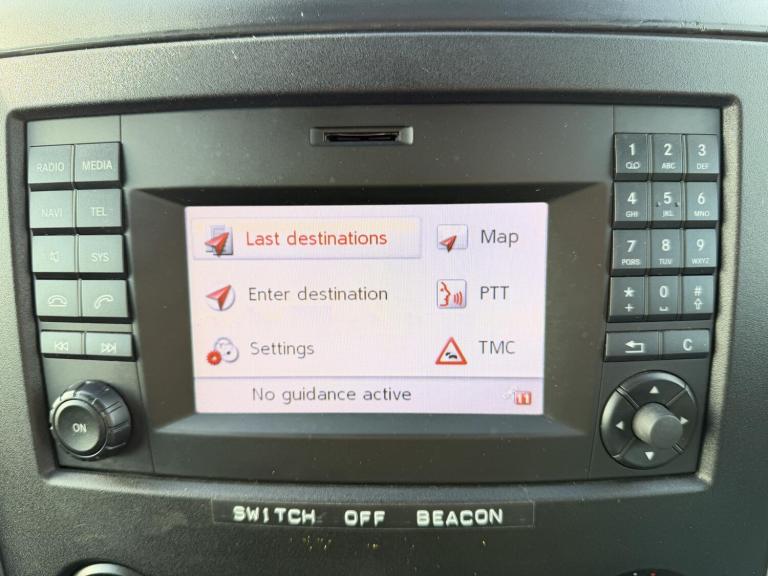 RADIO MEDIA
NAVI TEL
SYS
ON
Last destinations Map
Enter destination PTT
Settings TMC
No guidance active
11
1 2 ABC 3 DEF
4 GHI 5 JKL 6 MNO
7 PQRS 8 TUV 9 WXYZ
* + 0 #
C
SWITCH OFF BEACON